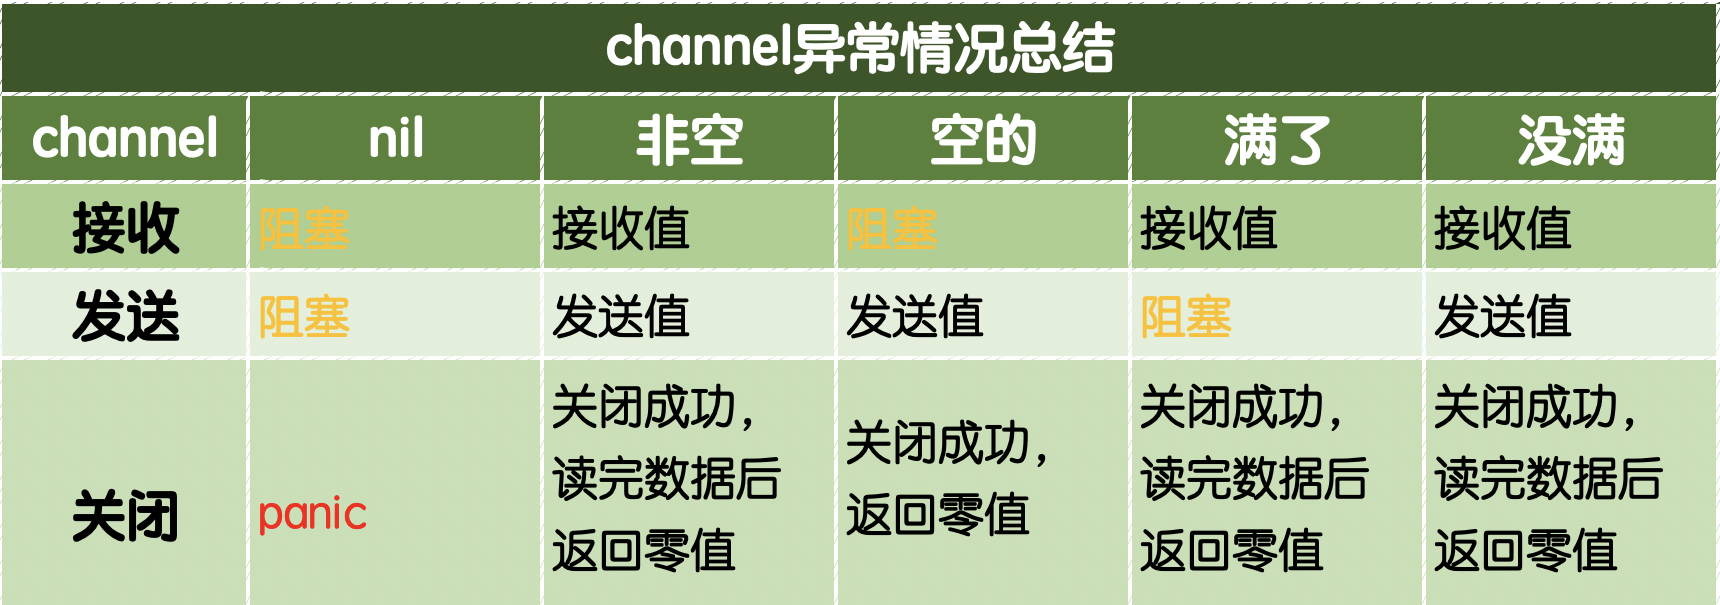 channel异常情况总结
channel nil 非空 空的 满了 没满
接收 阻塞 接收值 阻塞 接收值 接收值
发送 阻塞 发送值 发送值 阻塞 发送值
关闭 panic
关闭成功，
读完数据后
返回零值
关闭成功，
返回零值
关闭成功，
读完数据后
返回零值
关闭成功，
读完数据后
返回零值